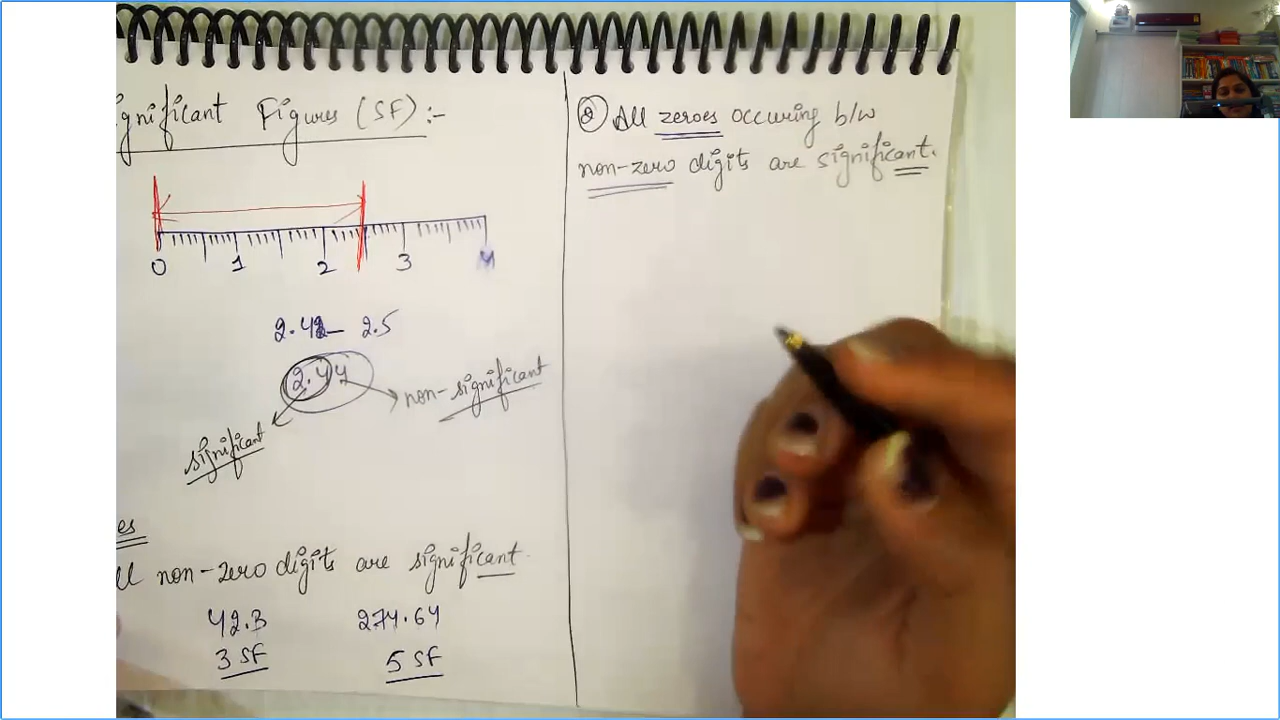 gnificant Figures (SF) :-
0 1 2 3
2.42 - 2.5
2.44
non-significant
significant
es
ll non-zero digits are significant.
42.3 274.64
3 SF 5 SF
② All zeroes occuring b/w
non-zero digits are significant.